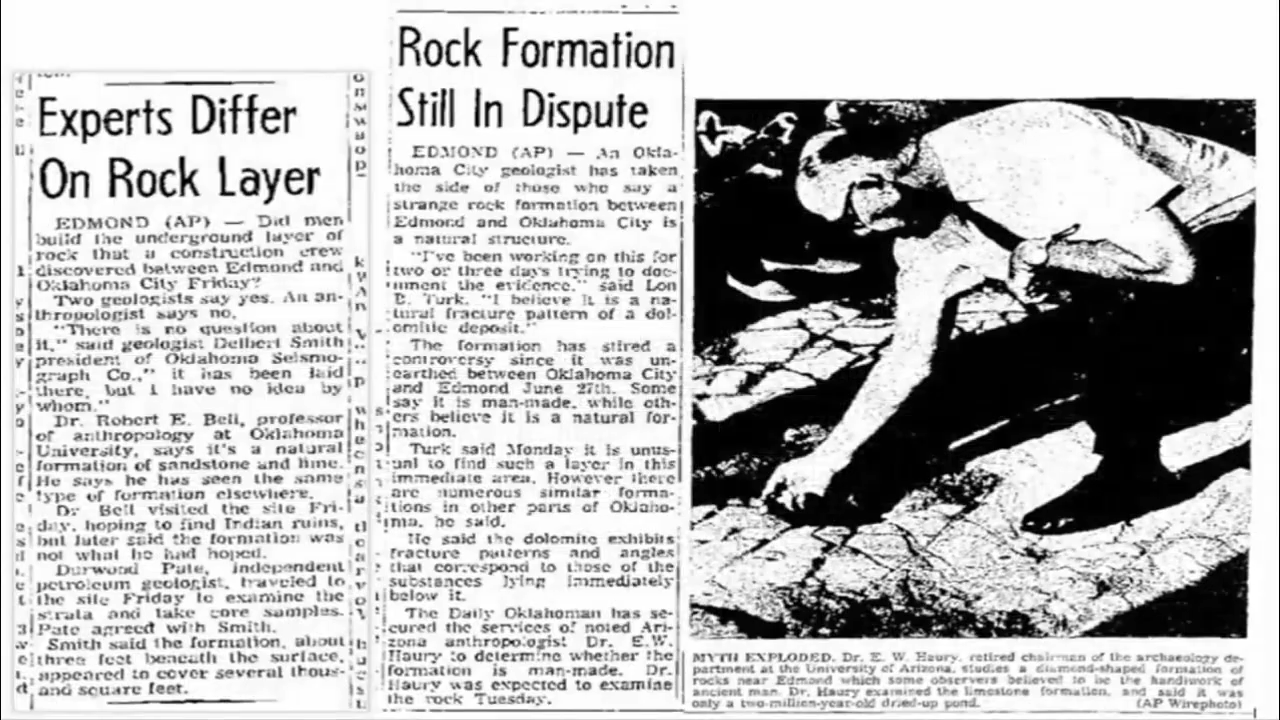 Experts Differ
On Rock Layer
EDMOND (AP) — Did men
build the underground layer of
rock that a construction crew
discovered between Edmond and
Oklahoma City Friday?
Two geologists say yes. An an-
thropologist says no.
"There is no question about
it," said geologist Delbert Smith
president of Oklahoma Seismo-
graph Co.," it has been laid
there, but I have no idea by
whom."
Dr. Robert E. Bell, professor
of anthropology at Oklahoma
University, says it's a natural
formation of sandstone and lime.
He says he has seen the same
type of formation elsewhere.
Dr. Bell visited the site Fri-
day, hoping to find Indian ruins,
but later said the formation was
not what he had hoped.
Durwood Pate, independent
petroleum geologist, traveled to
the site Friday to examine the
strata and take core samples.
Pate agreed with Smith.
Smith said the formation, about
three feet beneath the surface,
appeared to cover several thous-
and square feet.
Rock Formation
Still In Dispute
EDMOND (AP) — An Okla-
homa City geologist has taken
the side of those who say a
strange rock formation between
Edmond and Oklahoma City is
a natural structure.
"I've been working on this for
two or three days trying to doc-
ument the evidence," said Lon
B. Turk. "I believe it is a na-
tural fracture pattern of a dol-
omitic deposit."
The formation has stired a
controversy since it was un-
earthed between Oklahoma City
and Edmond June 27th. Some
say it is man-made, while oth-
ers believe it is a natural for-
mation.
Turk said Monday it is unus-
ual to find such a layer in this
immediate area. However there
are numerous similar forma-
tions in other parts of Oklaho-
ma, he said.
He said the dolomite exhibits
fracture patterns and angles
that correspond to those of the
substances lying immediately
below it.
The Daily Oklahoman has se-
cured the services of noted Ari-
zona anthropologist Dr. E.W.
Haury to determine whether the
formation is man-made. Dr.
Haury was expected to examine
the rock Tuesday.
MYTH EXPLODED. Dr. E. W. Haury, retired chairman of the archaeology de-
partment at the University of Arizona, studies a diamond-shaped formation of
rocks near Edmond which some observers believed to be the handiwork of
ancient man. Dr. Haury examined the limestone formation, and said it was
only a two-million-year-old dried-up pond. (AP Wirephoto)